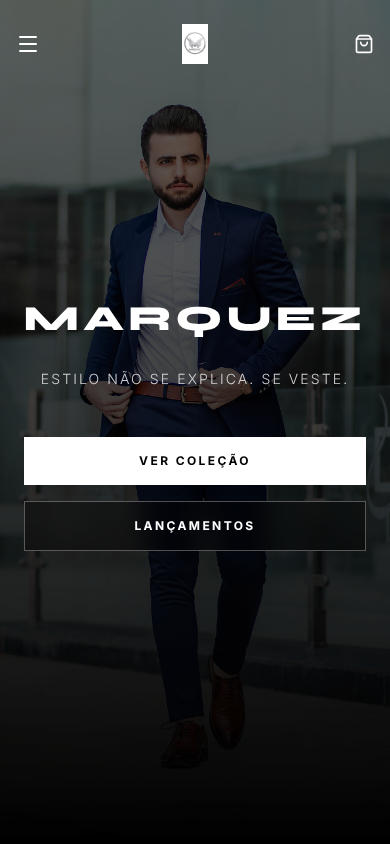 MARQUEZ
ESTILO NÃO SE EXPLICA. SE VESTE.
VER COLEÇÃO
LANÇAMENTOS